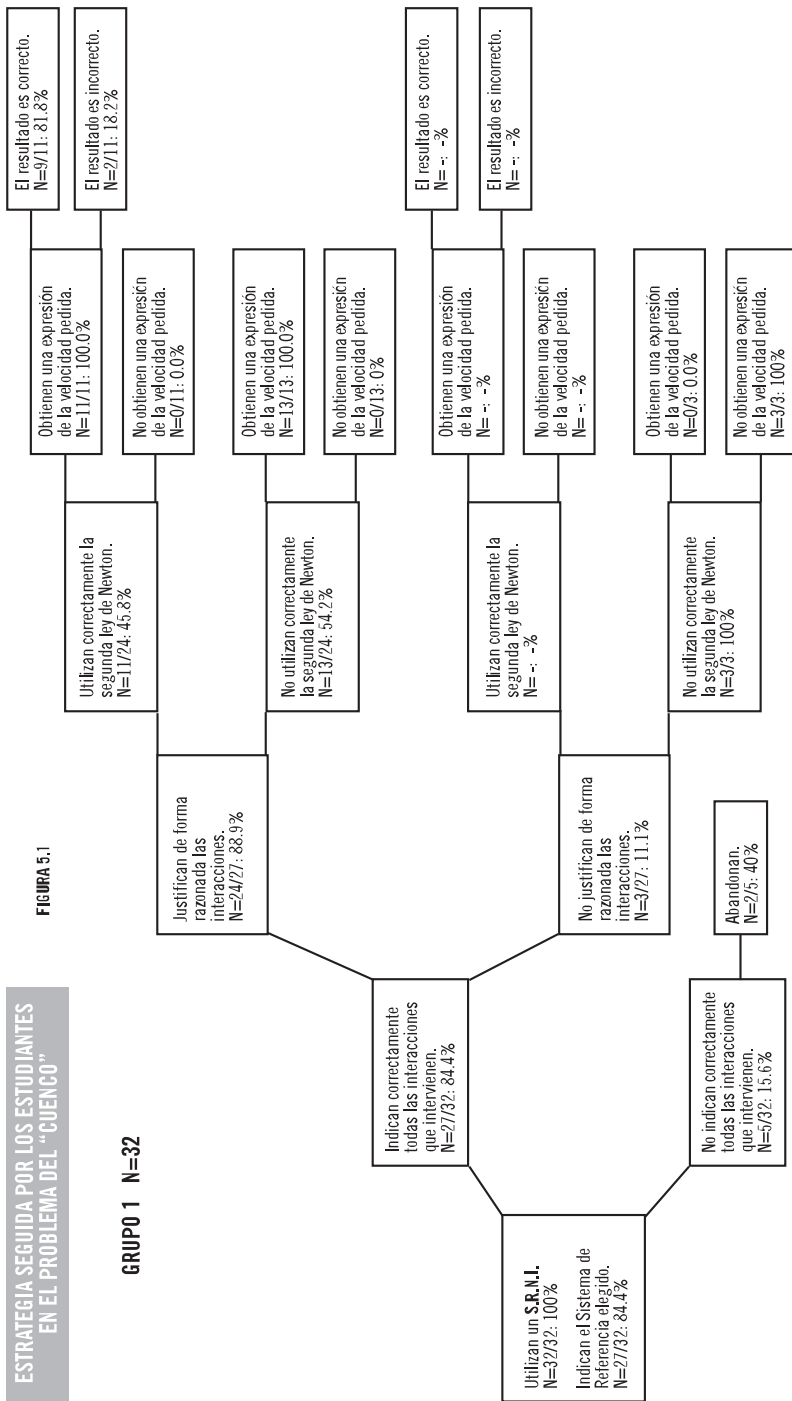 ESTRATEGIA SEGUIDA POR LOS ESTUDIANTES
EN EL PROBLEMA DEL “CUENCO”
FIGURA 5.1
GRUPO 1 N=32
Utilizan un S.R.N.I.
N=32/32: 100%
Indican el Sistema de
Referencia elegido.
N=27/32: 84.4%
Indican correctamente
todas las interacciones
que intervienen.
N=27/32: 84.4%
No indican correctamente
todas las interacciones
que intervienen.
N=5/32: 15.6%
Justifican de forma
razonada las
interacciones.
N=24/27: 88.9%
No justifican de forma
razonada las
interacciones.
N=3/27: 11.1%
Abandonan.
N=2/5: 40%
Utilizan correctamente la
segunda ley de Newton.
N=11/24: 45.8%
No utilizan correctamente
la segunda ley de Newton.
N=13/24: 54.2%
Utilizan correctamente la
segunda ley de Newton.
N= -: -%
No utilizan correctamente
la segunda ley de Newton.
N=3/3: 100%
Obtienen una expresión
de la velocidad pedida.
N=11/11: 100.0%
No obtienen una expresión
de la velocidad pedida.
N=0/11: 0.0%
Obtienen una expresión
de la velocidad pedida.
N=13/13: 100.0%
No obtienen una expresión
de la velocidad pedida.
N=0/13: 0%
Obtienen una expresión
de la velocidad pedida.
N= -: -%
No obtienen una expresión
de la velocidad pedida.
N= -: -%
Obtienen una expresión
de la velocidad pedida.
N=0/3: 0.0%
No obtienen una expresión
de la velocidad pedida.
N=3/3: 100%
El resultado es correcto.
N=9/11: 81.8%
El resultado es incorrecto.
N=2/11: 18.2%
El resultado es correcto.
N= -: -%
El resultado es incorrecto.
N= -: -%